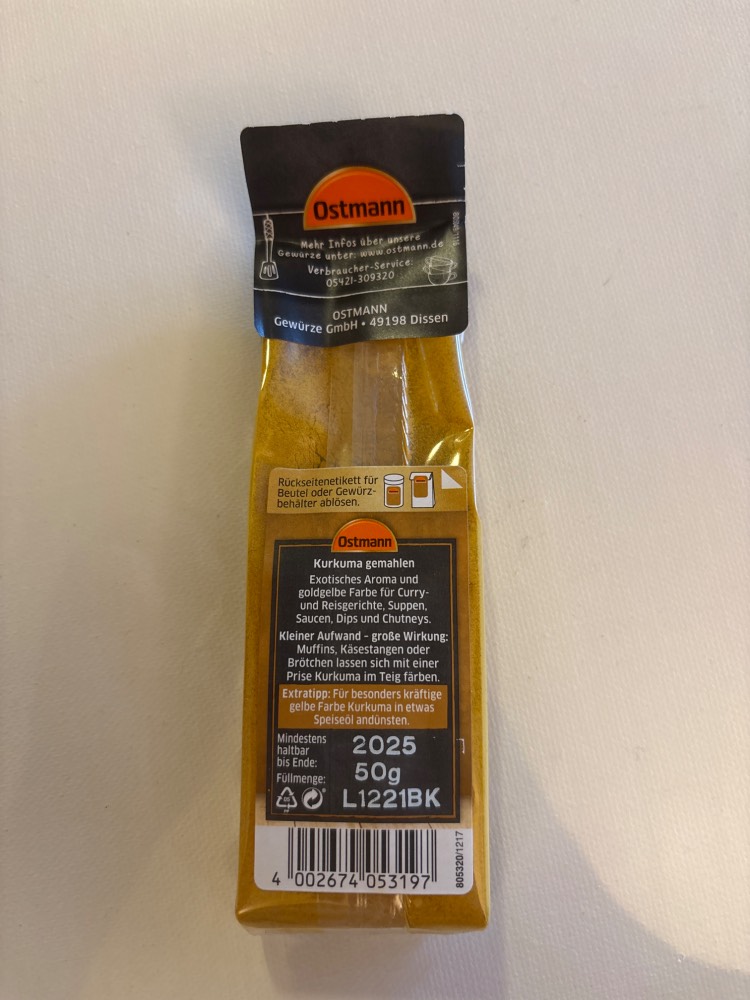 Ostmann
Mehr Infos über unsere
Gewürze unter: www.ostmann.de
Verbraucher-Service:
05421-309320
OSTMANN
Gewürze GmbH • 49198 Dissen
Rückseitenetikett für
Beutel oder Gewürz-
behälter ablösen.
Ostmann
Kurkuma gemahlen
Exotisches Aroma und
goldgelbe Farbe für Curry-
und Reisgerichte, Suppen,
Saucen, Dips und Chutneys.
Kleiner Aufwand – große Wirkung:
Muffins, Käsestangen oder
Brötchen lassen sich mit einer
Prise Kurkuma im Teig färben.
Extratipp: Für besonders kräftige
gelbe Farbe Kurkuma in etwas
Speiseöl andünsten.
Mindestens
haltbar
bis Ende:
2025
Füllmenge:
50g
L1221BK
805320/1217
4 002674 053197